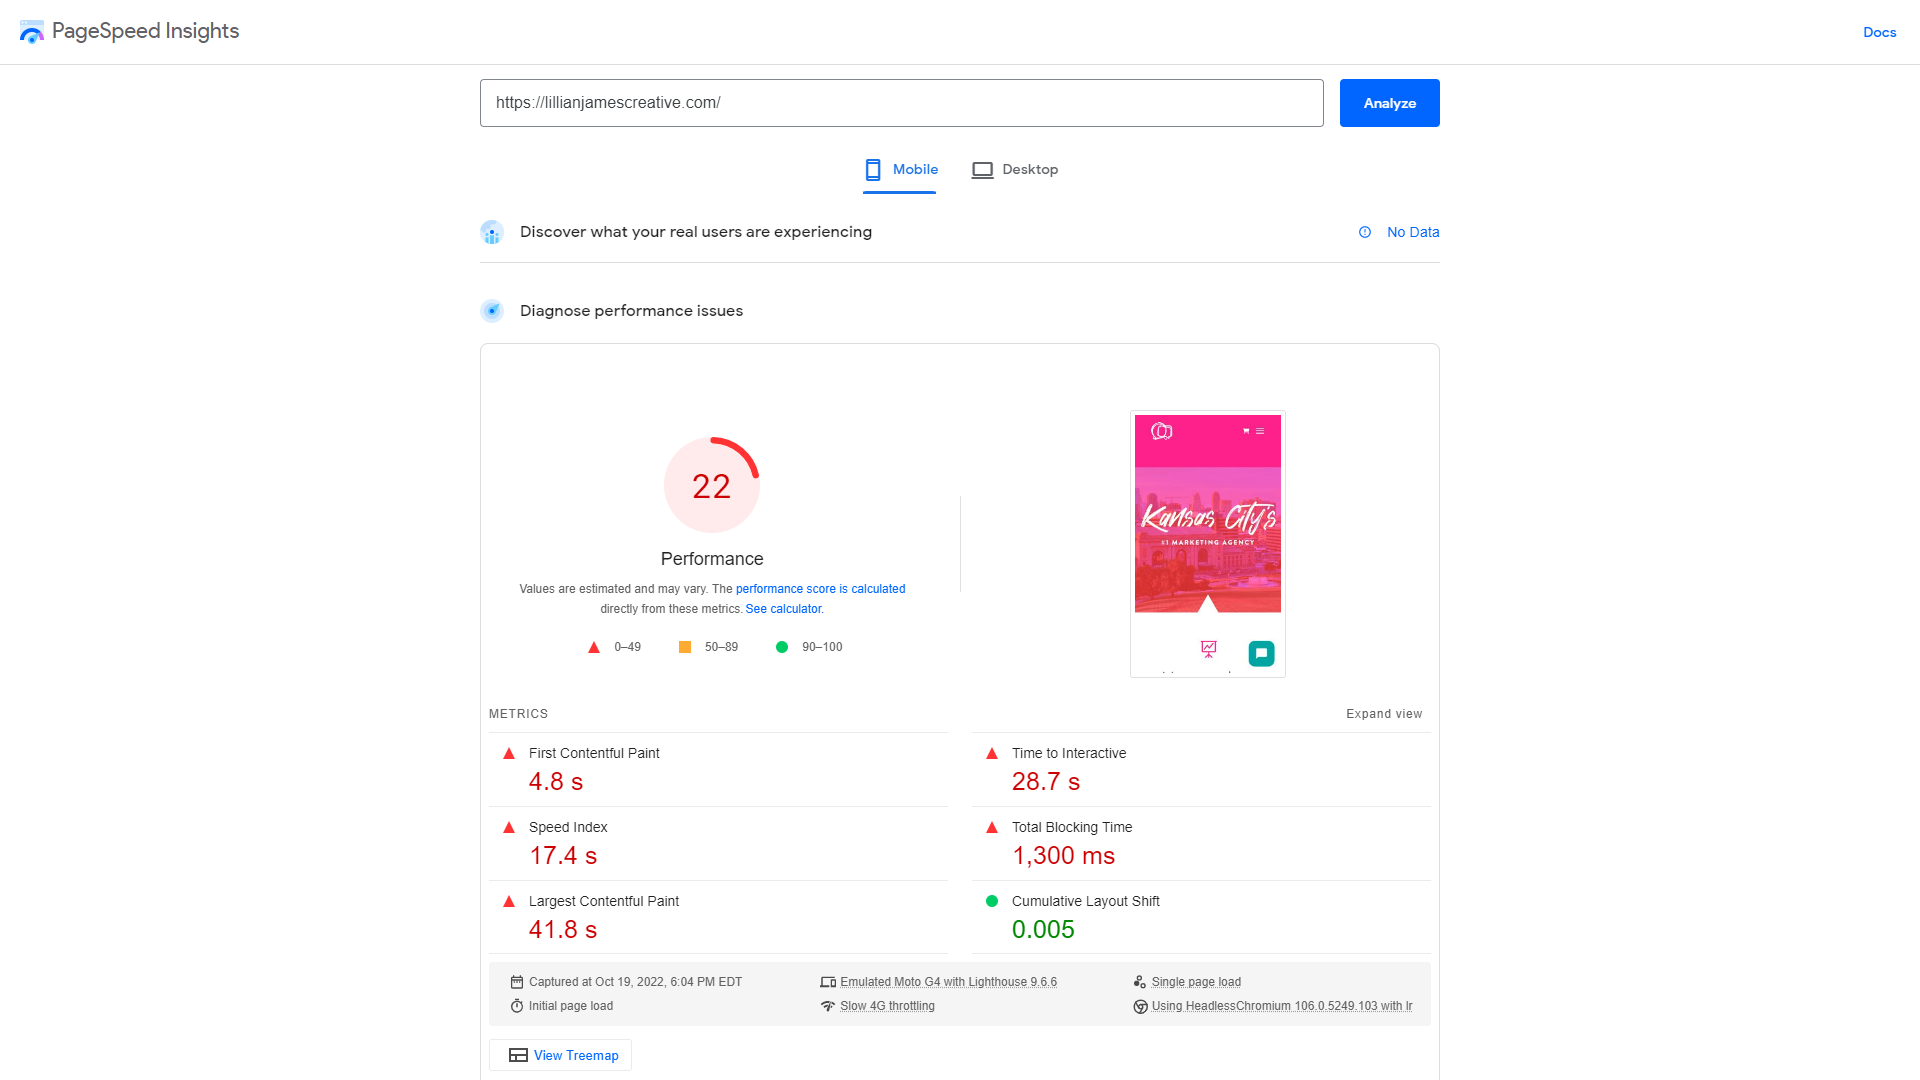 PageSpeed Insights
Docs
https://lillianjamescreative.com/
Analyze
Mobile
Desktop
Discover what your real users are experiencing
No Data
Diagnose performance issues
22
Performance
Values are estimated and may vary. The performance score is calculated
directly from these metrics. See calculator.
0–49
50–89
90–100
Kansas City's
#1 MARKETING AGENCY
METRICS
Expand view
First Contentful Paint
4.8 s
Time to Interactive
28.7 s
Speed Index
17.4 s
Total Blocking Time
1,300 ms
Largest Contentful Paint
41.8 s
Cumulative Layout Shift
0.005
Captured at Oct 19, 2022, 6:04 PM EDT
Emulated Moto G4 with Lighthouse 9.6.6
Single page load
Initial page load
Slow 4G throttling
Using HeadlessChromium 106.0.5249.103 with lr
View Treemap